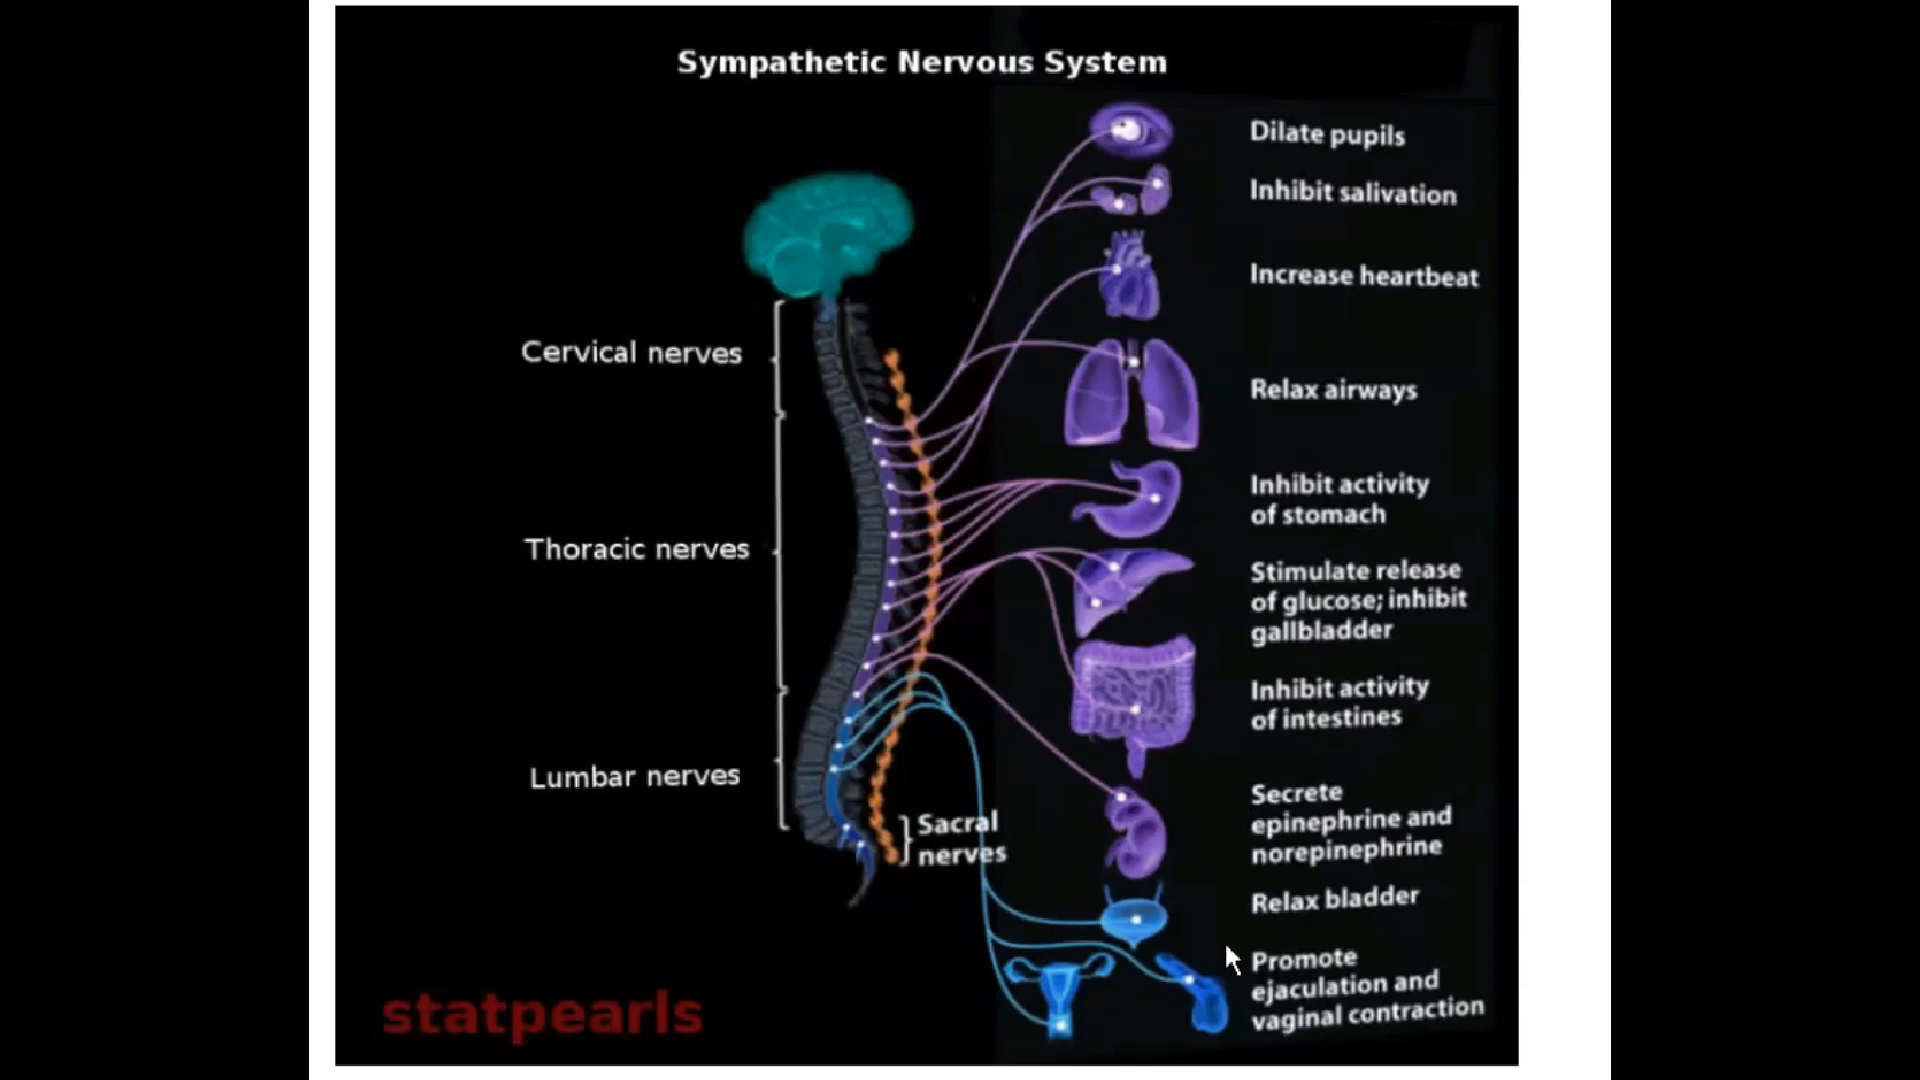 Sympathetic Nervous System
Dilate pupils
Inhibit salivation
Increase heartbeat
Cervical nerves
Relax airways
Inhibit activity
of stomach
Thoracic nerves
Stimulate release
of glucose; inhibit
gallbladder
Inhibit activity
of intestines
Lumbar nerves
Secrete
epinephrine and
norepinephrine
Sacral
nerves
Relax bladder
Promote
ejaculation and
vaginal contraction
statpearls